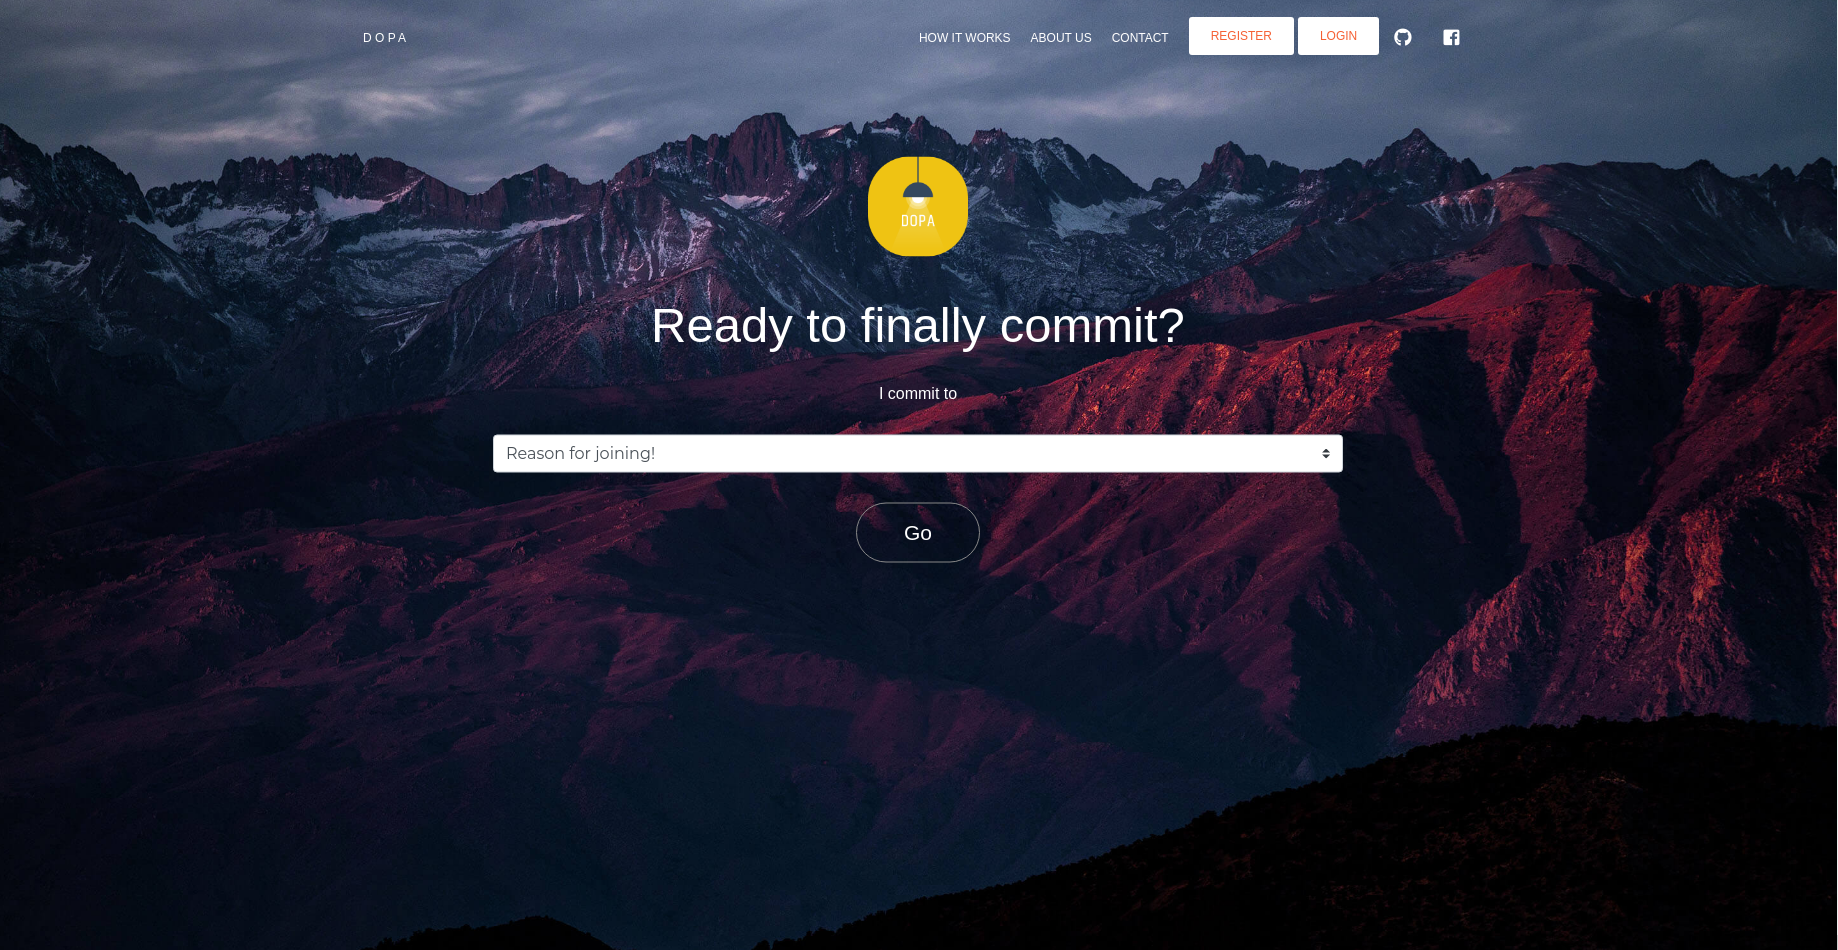 DOPA
HOW IT WORKS
ABOUT US
CONTACT
REGISTER
LOGIN
DOPA
Ready to finally commit?
I commit to
Reason for joining!
Go